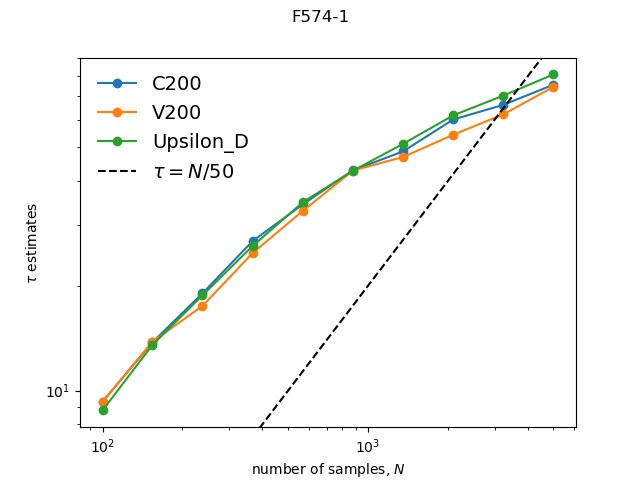 F574-1
C200
V200
Upsilon_D
τ = N/50
τ estimates
10¹
10² 10³
number of samples, N